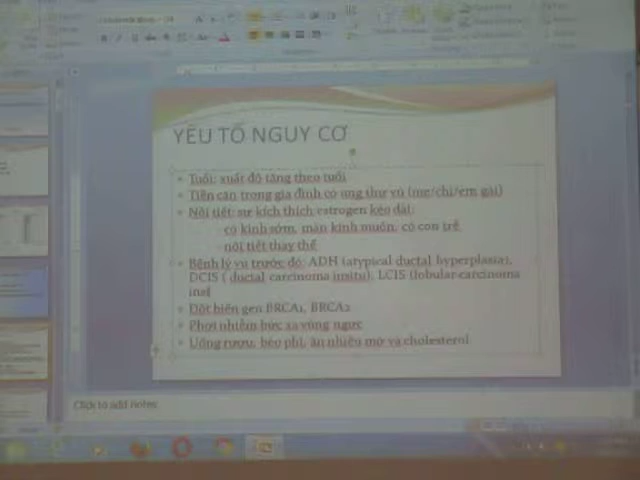 YẾU TỐ NGUY CƠ
Tuổi: xuất độ tăng theo tuổi
Tiền căn trong gia đình có ung thư vú (mẹ/chị/em gái)
Nội tiết: sự kích thích estrogen kéo dài:
có kinh sớm, mãn kinh muộn, có con trễ
nội tiết thay thế
Bệnh lý vú trước đó: ADH (atypical ductal hyperplasia),
DCIS ( ductal carcinoma insitu), LCIS (lobular carcinoma
ins
Đột biến gen BRCA1, BRCA2
Phơi nhiễm bức xạ vùng ngực
Uống rượu, béo phì, ăn nhiều mỡ và cholesterol
Click to add notes